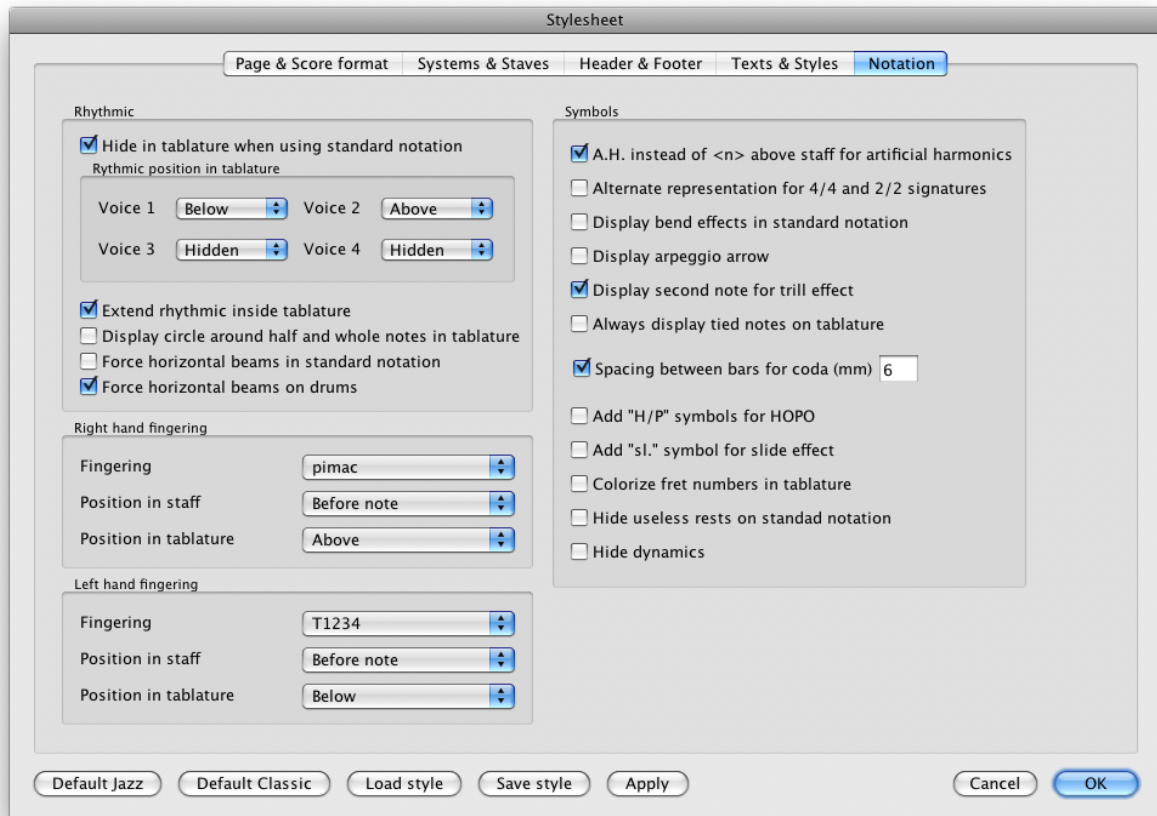 Stylesheet
Page & Score format Systems & Staves Header & Footer Texts & Styles Notation
Rhythmic
Hide in tablature when using standard notation
Rythmic position in tablature
Voice 1 Below Voice 2 Above
Voice 3 Hidden Voice 4 Hidden
Extend rhythmic inside tablature
Display circle around half and whole notes in tablature
Force horizontal beams in standard notation
Force horizontal beams on drums
Right hand fingering
Fingering pimac
Position in staff Before note
Position in tablature Above
Left hand fingering
Fingering T1234
Position in staff Before note
Position in tablature Below
Symbols
A.H. instead of <n> above staff for artificial harmonics
Alternate representation for 4/4 and 2/2 signatures
Display bend effects in standard notation
Display arpeggio arrow
Display second note for trill effect
Always display tied notes on tablature
Spacing between bars for coda (mm) 6
Add "H/P" symbols for HOPO
Add "sl." symbol for slide effect
Colorize fret numbers in tablature
Hide useless rests on standad notation
Hide dynamics
Default Jazz Default Classic Load style Save style Apply Cancel OK